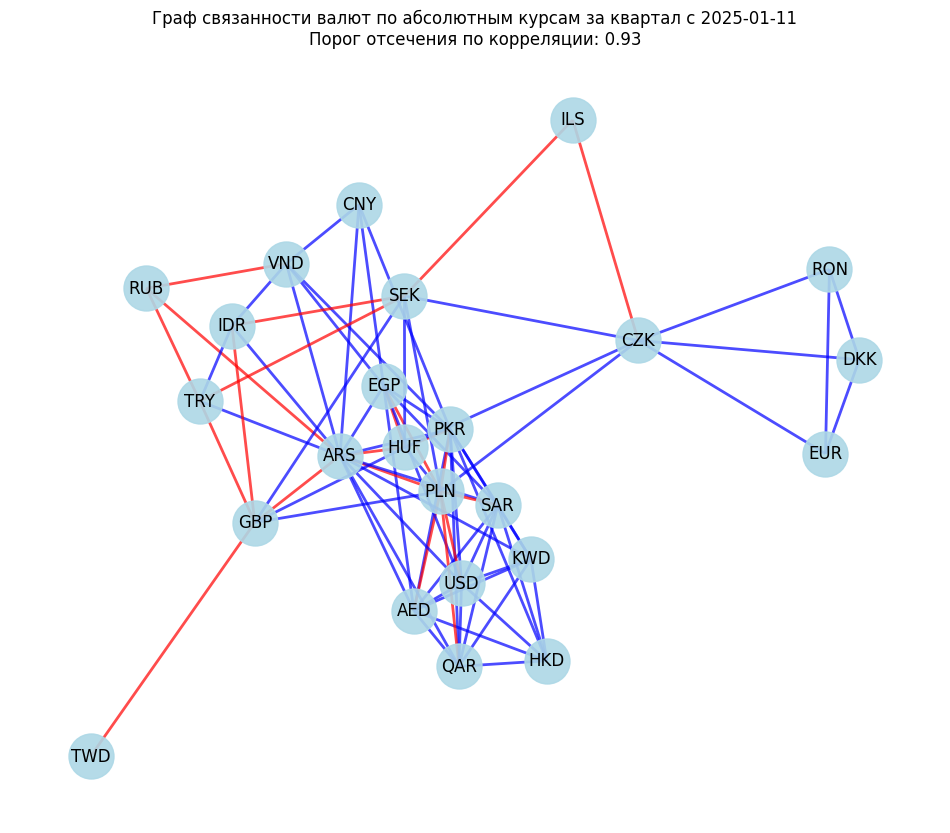 Граф связанности валют по абсолютным курсам за квартал с 2025-01-11
Порог отсечения по корреляции: 0.93
ILS
CNY
VND
RON
RUB
SEK
IDR
CZK
DKK
EGP
TRY
PKR
HUF
ARS
EUR
PLN
SAR
GBP
KWD
USD
AED
HKD
QAR
TWD